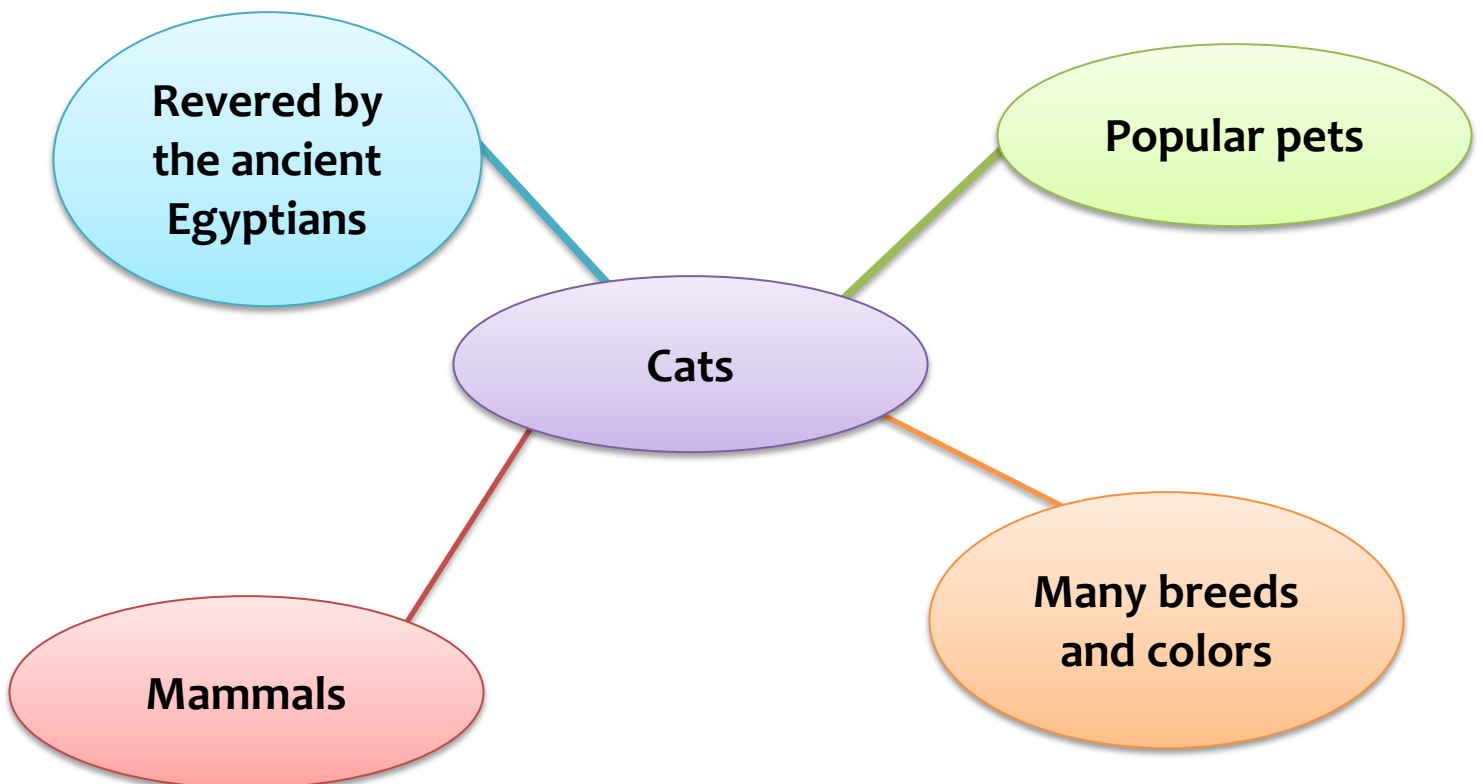 Revered by
the ancient
Egyptians
Popular pets
Cats
Many breeds
and colors
Mammals